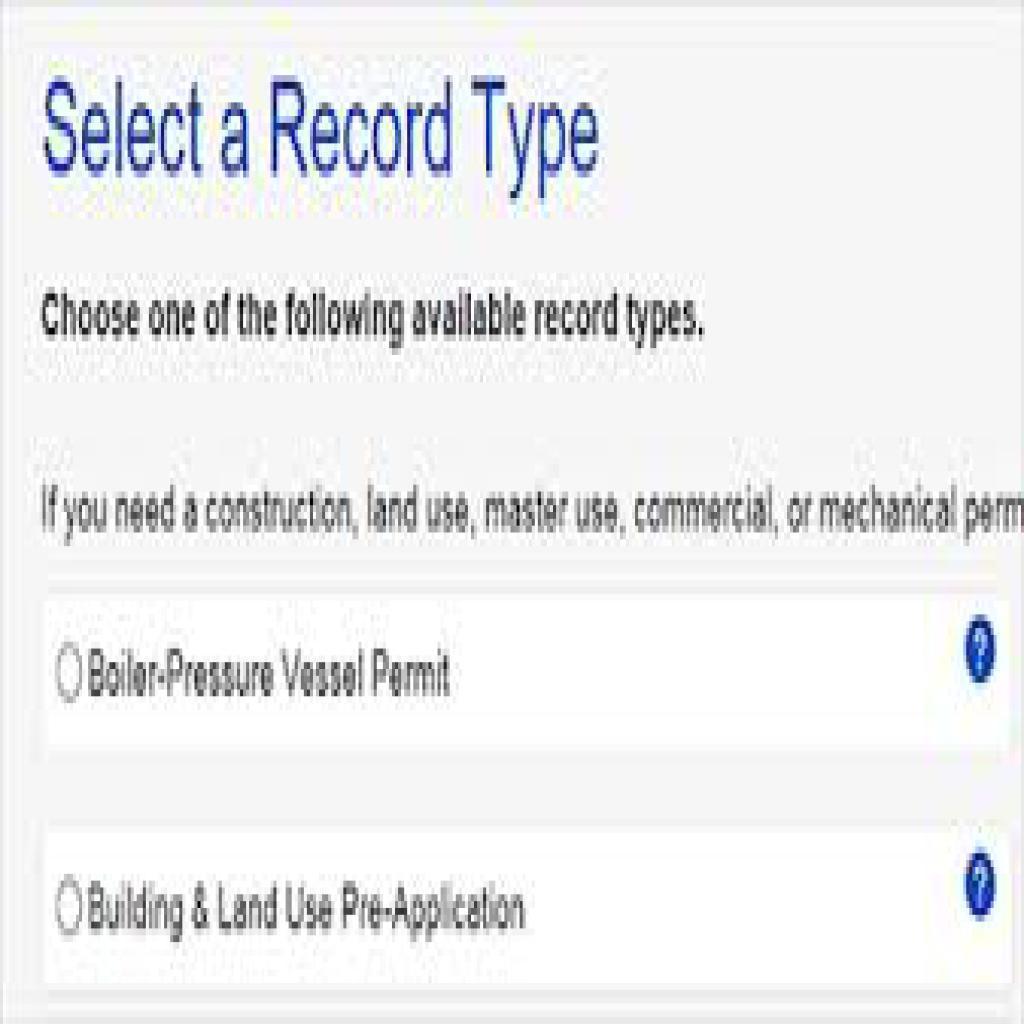 Select a Record Type
Choose one of the following available record types.
If you need a construction, land use, master use, commercial, or mechanical perm
Boiler-Pressure Vessel Permit
?
Building & Land Use Pre-Application
?